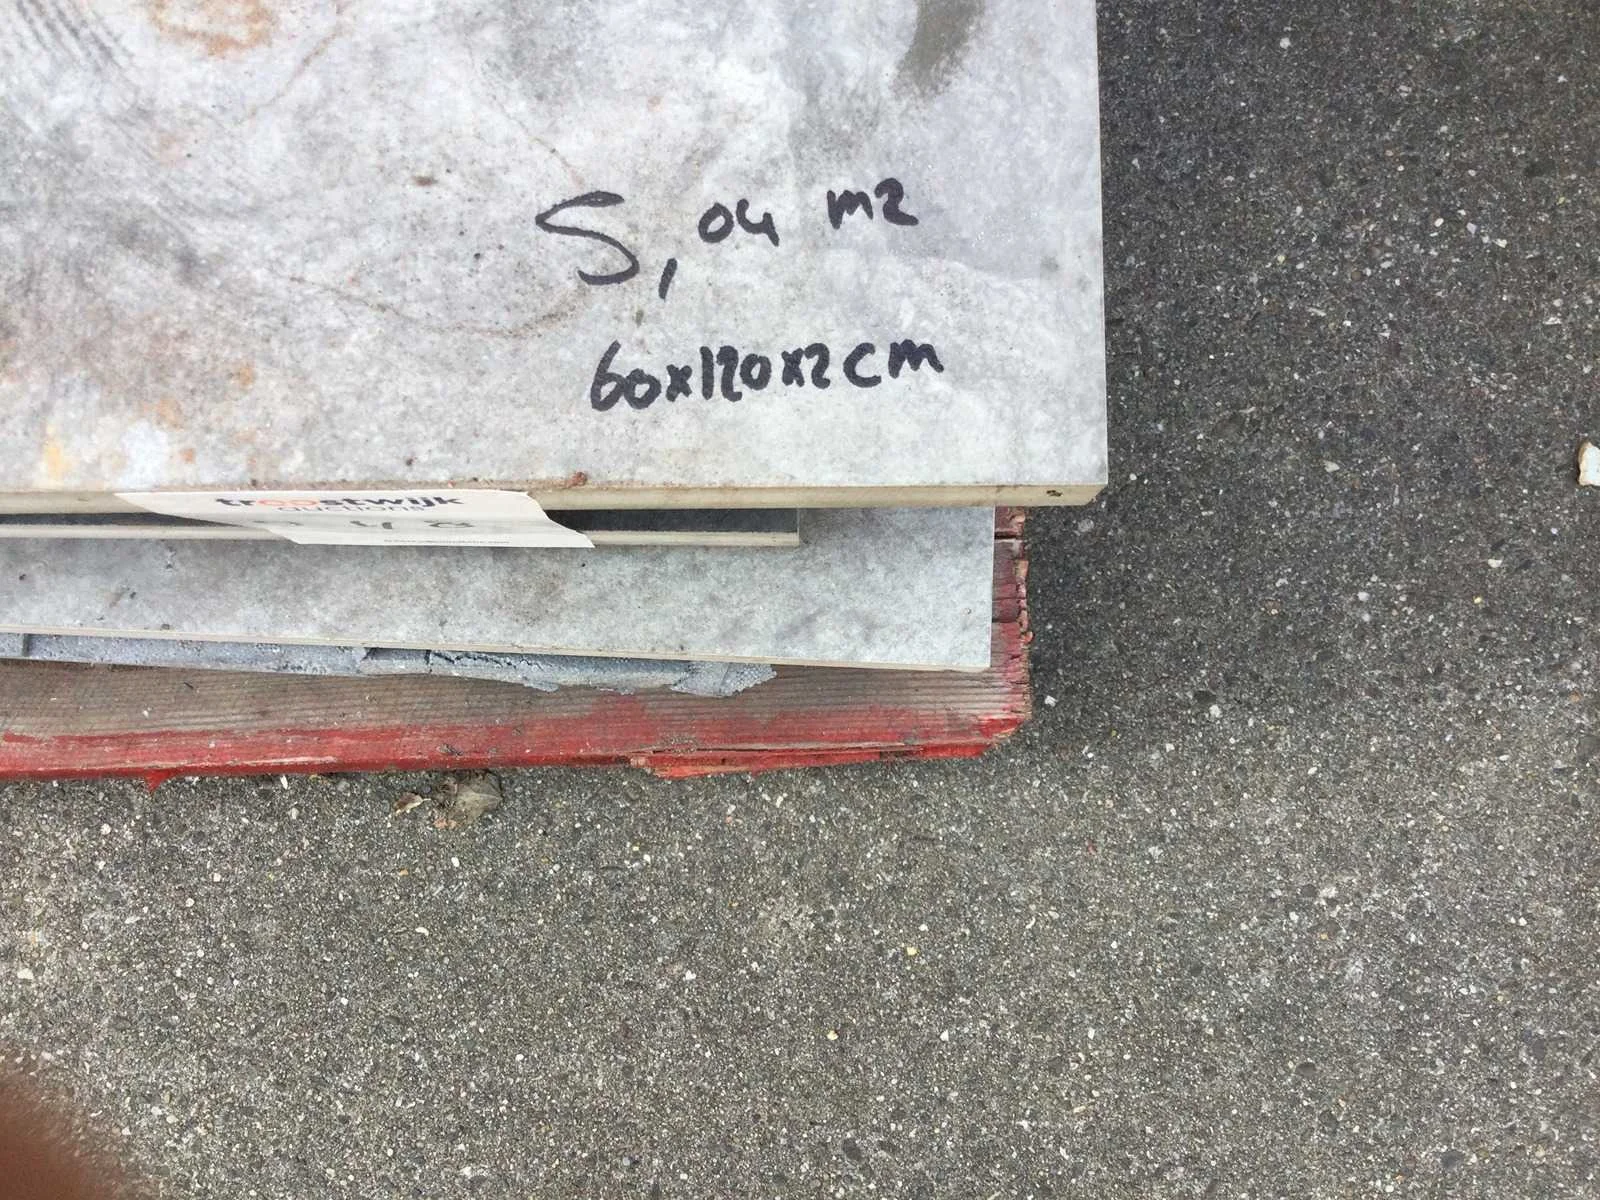 5,04 m2
60x120x2cm
troostwijk
auctions